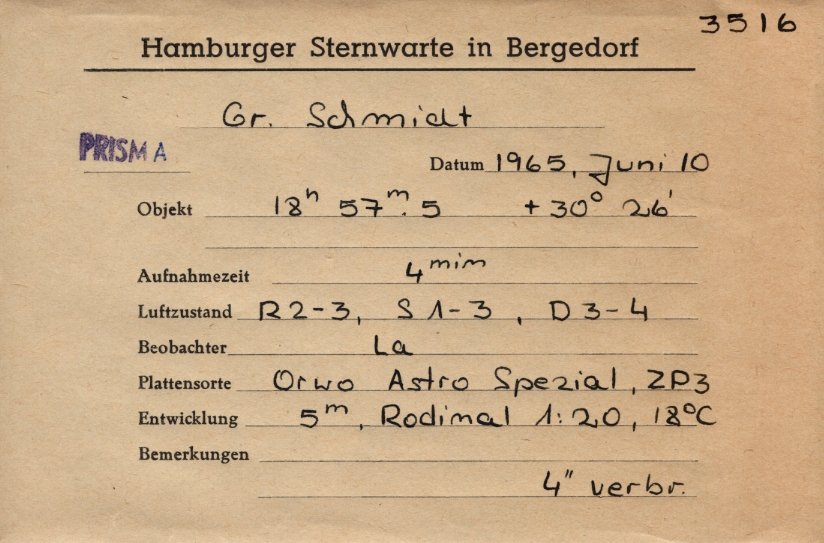 3516
Hamburger Sternwarte in Bergedorf
Gr. Schmidt
PRISMA
Datum 1965, Juni 10
Objekt 18ʰ 57ᵐ.5 +30° 26'
Aufnahmezeit 4ᵐⁱⁿ
Luftzustand R2-3, S1-3, D3-4
Beobachter La
Plattensorte Orwo Astro Spezial, ZP3
Entwicklung 5ᵐ, Rodinal 1:20, 18°C
Bemerkungen
4" verbr.